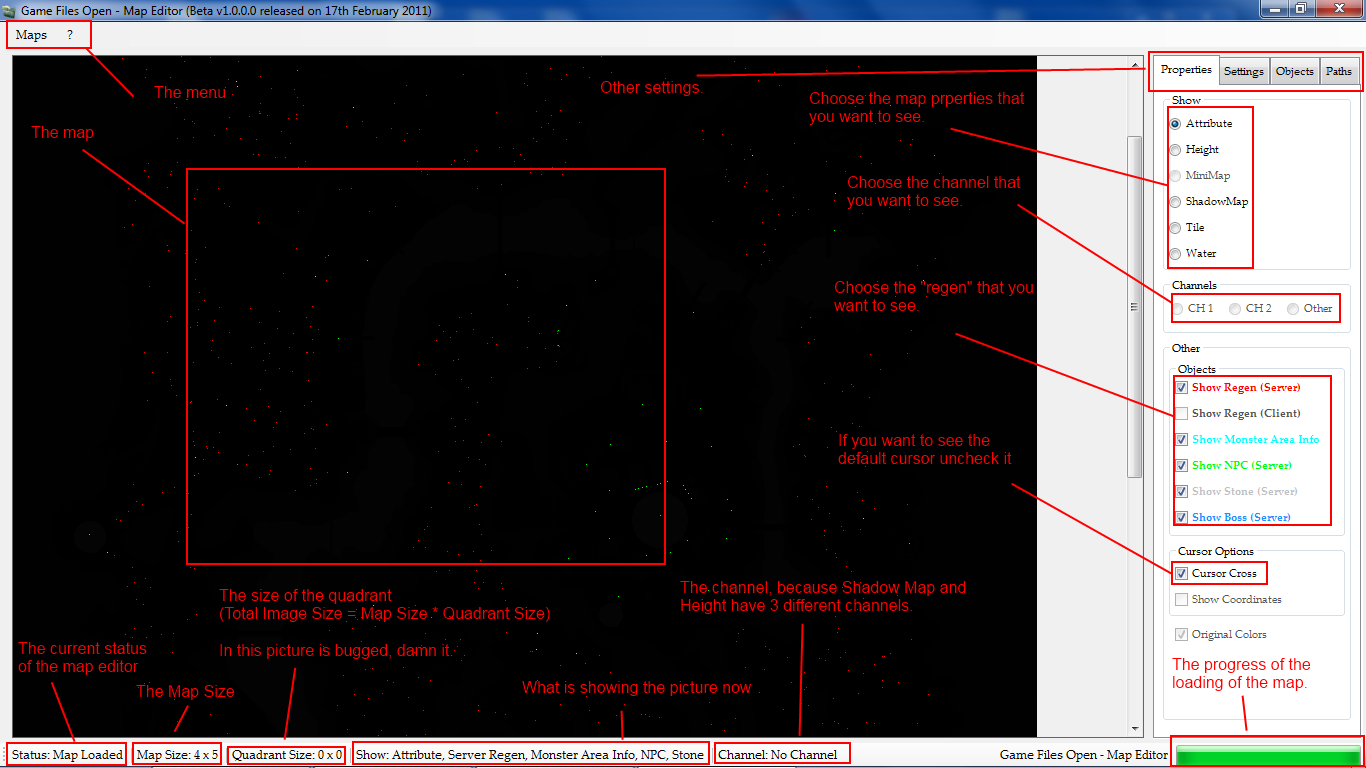 Game Files Open - Map Editor (Beta v1.0.0.0 released on 17th February 2011)
Maps ?
The menu
The map
Other settings.
Choose the map prperties that
you want to see.
Choose the channel that
you want to see.
Choose the "regen" that you
want to see.
If you want to see the
default cursor uncheck it
The size of the quadrant
(Total Image Size = Map Size * Quadrant Size)
In this picture is bugged, damn it.
The channel, because Shadow Map and
Height have 3 different channels.
The current status
of the map editor
The Map Size
What is showing the picture now
Properties Settings Objects Paths
Show
Attribute
Height
MiniMap
ShadowMap
Tile
Water
Channels
CH 1 CH 2 Other
Other
Objects
Show Regen (Server)
Show Regen (Client)
Show Monster Area Info
Show NPC (Server)
Show Stone (Server)
Show Boss (Server)
Cursor Options
Cursor Cross
Show Coordinates
Original Colors
The progress of the
loading of the map.
Status: Map Loaded Map Size: 4 x 5 Quadrant Size: 0 x 0 Show: Attribute, Server Regen, Monster Area Info, NPC, Stone Channel: No Channel Game Files Open - Map Editor